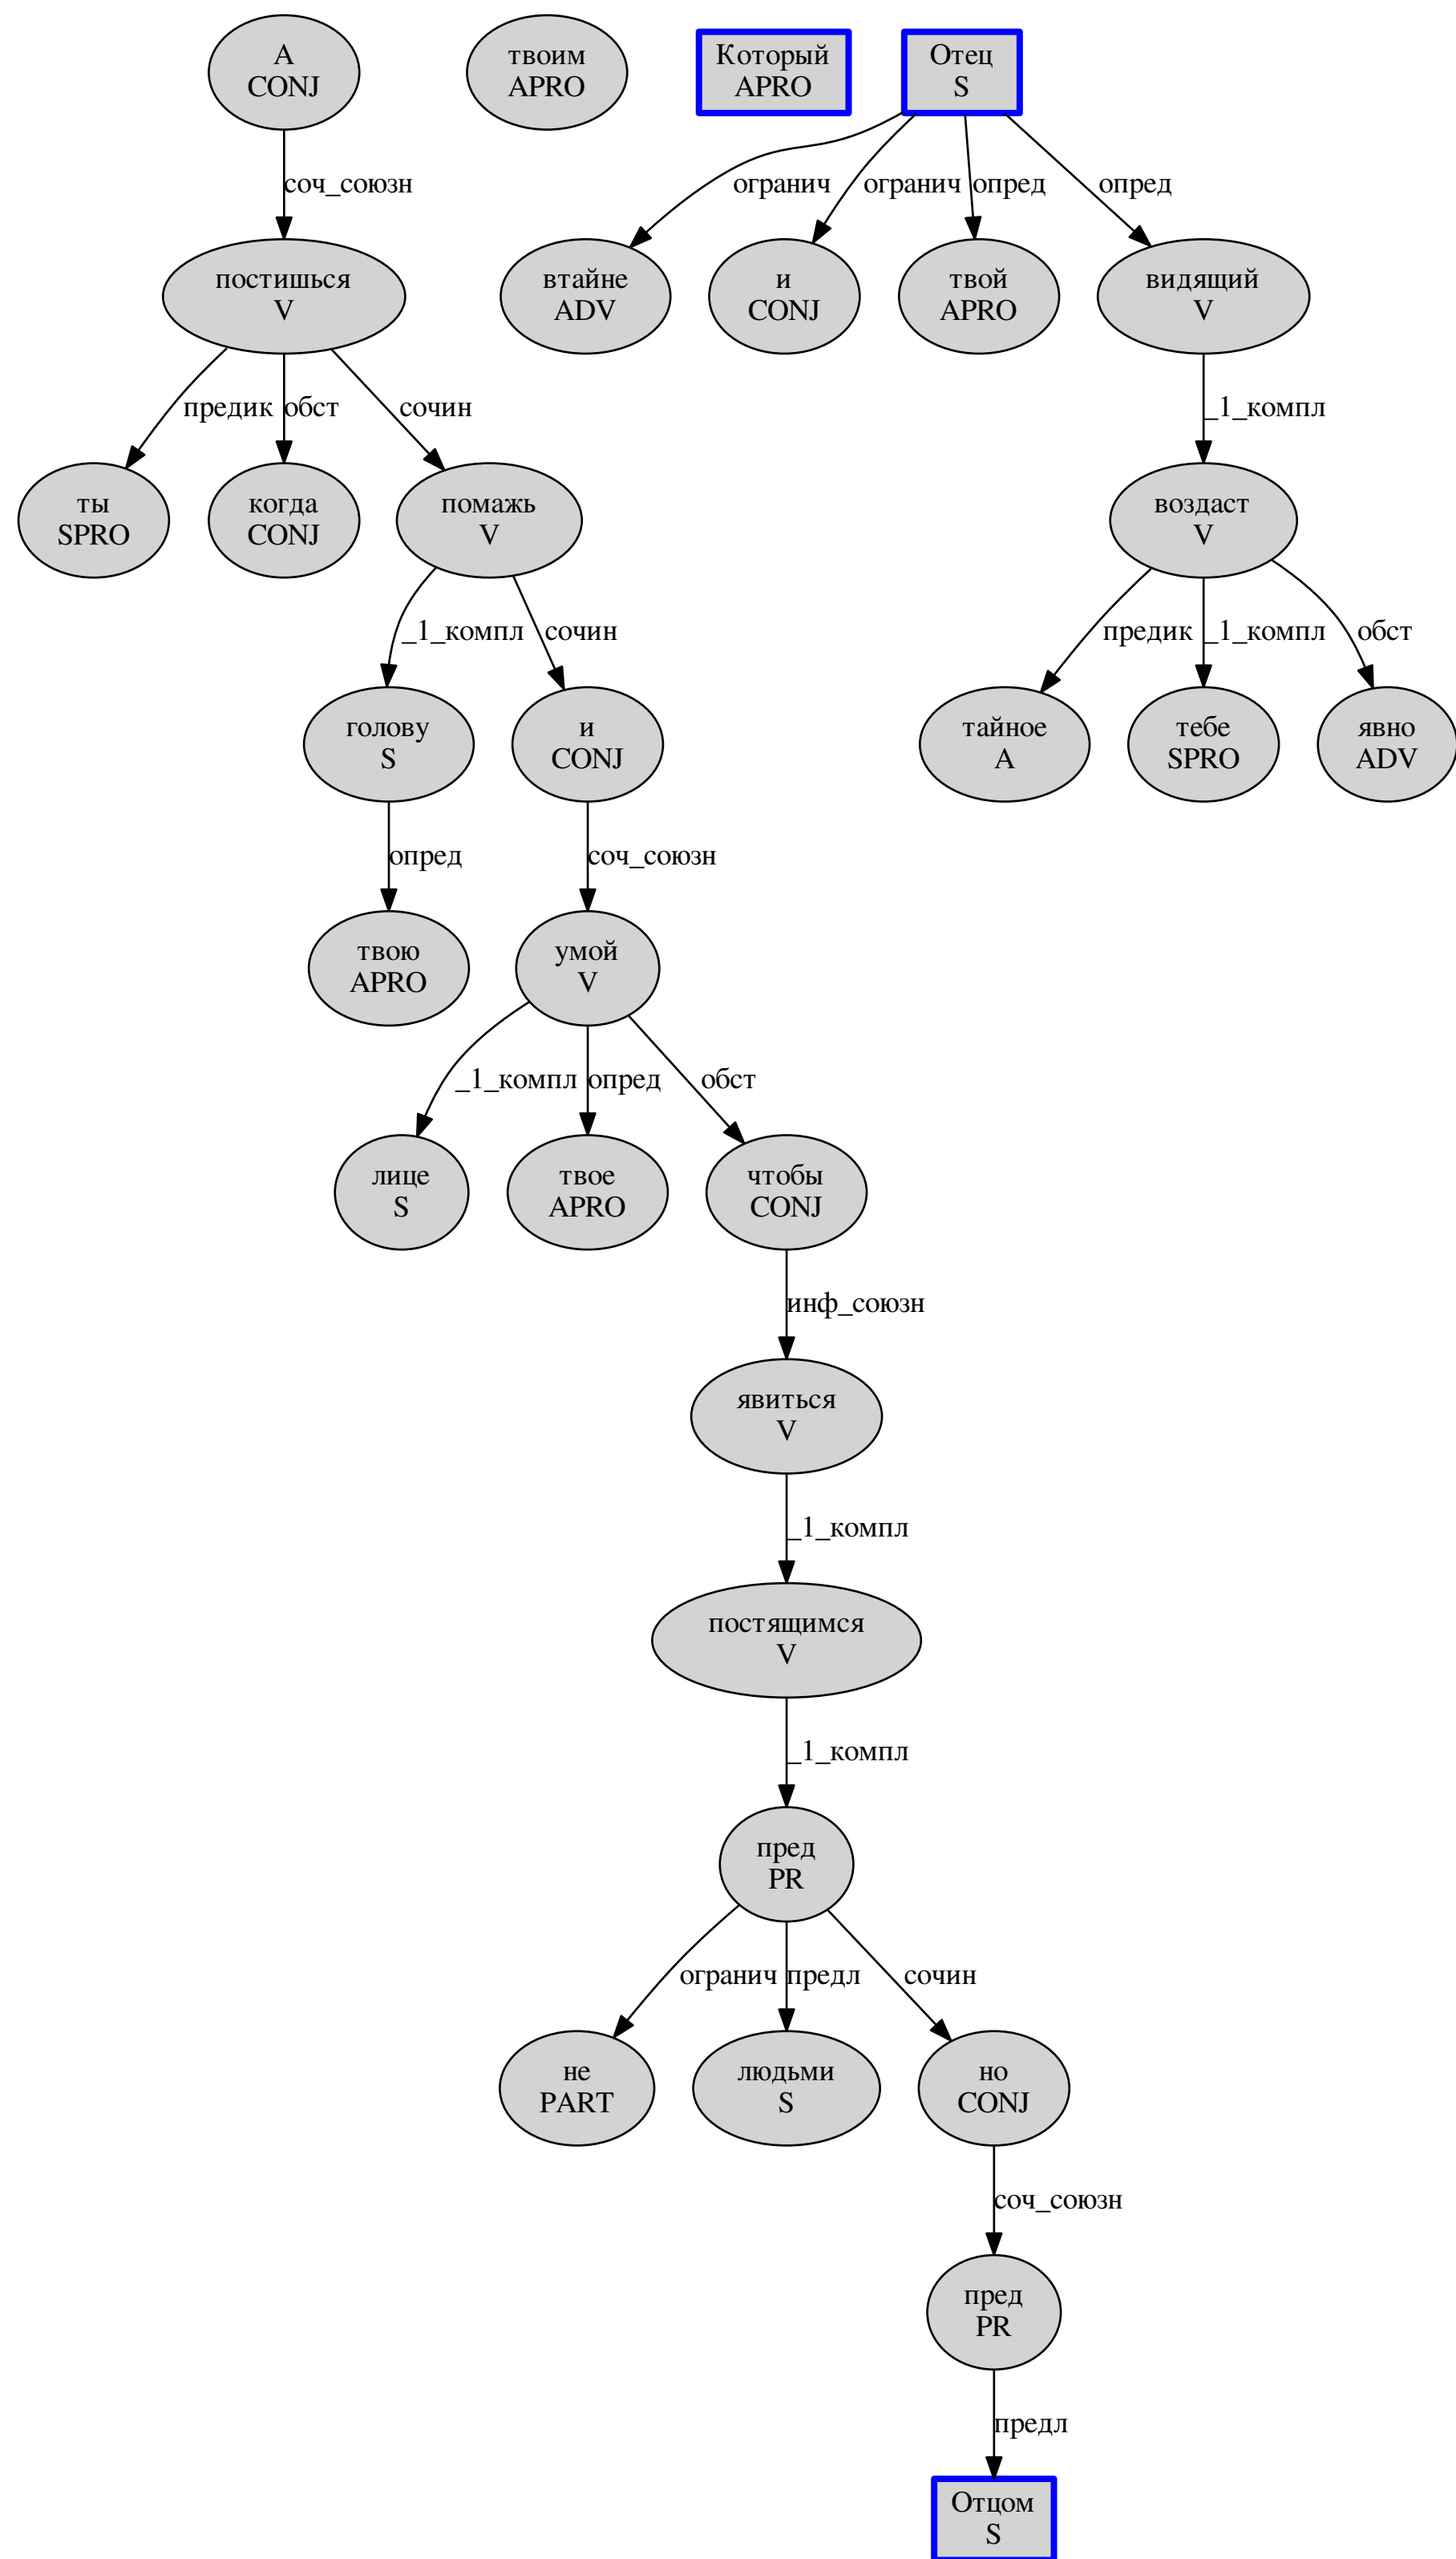 А
CONJ
твоим
APRO
Который
APRO
Отец
S
соч_союзн
огранич
огранич
опред
опред
постишься
V
втайне
ADV
и
CONJ
твой
APRO
видящий
V
предик
обст
сочин
_1_компл
ты
SPRO
когда
CONJ
помажь
V
воздаст
V
_1_компл
сочин
предик
_1_компл
обст
голову
S
и
CONJ
тайное
A
тебе
SPRO
явно
ADV
опред
соч_союзн
твою
APRO
умой
V
_1_компл
опред
обст
лице
S
твое
APRO
чтобы
CONJ
инф_союзн
явиться
V
_1_компл
постящимся
V
_1_компл
пред
PR
огранич
предл
сочин
не
PART
людьми
S
но
CONJ
соч_союзн
пред
PR
предл
Отцом
S